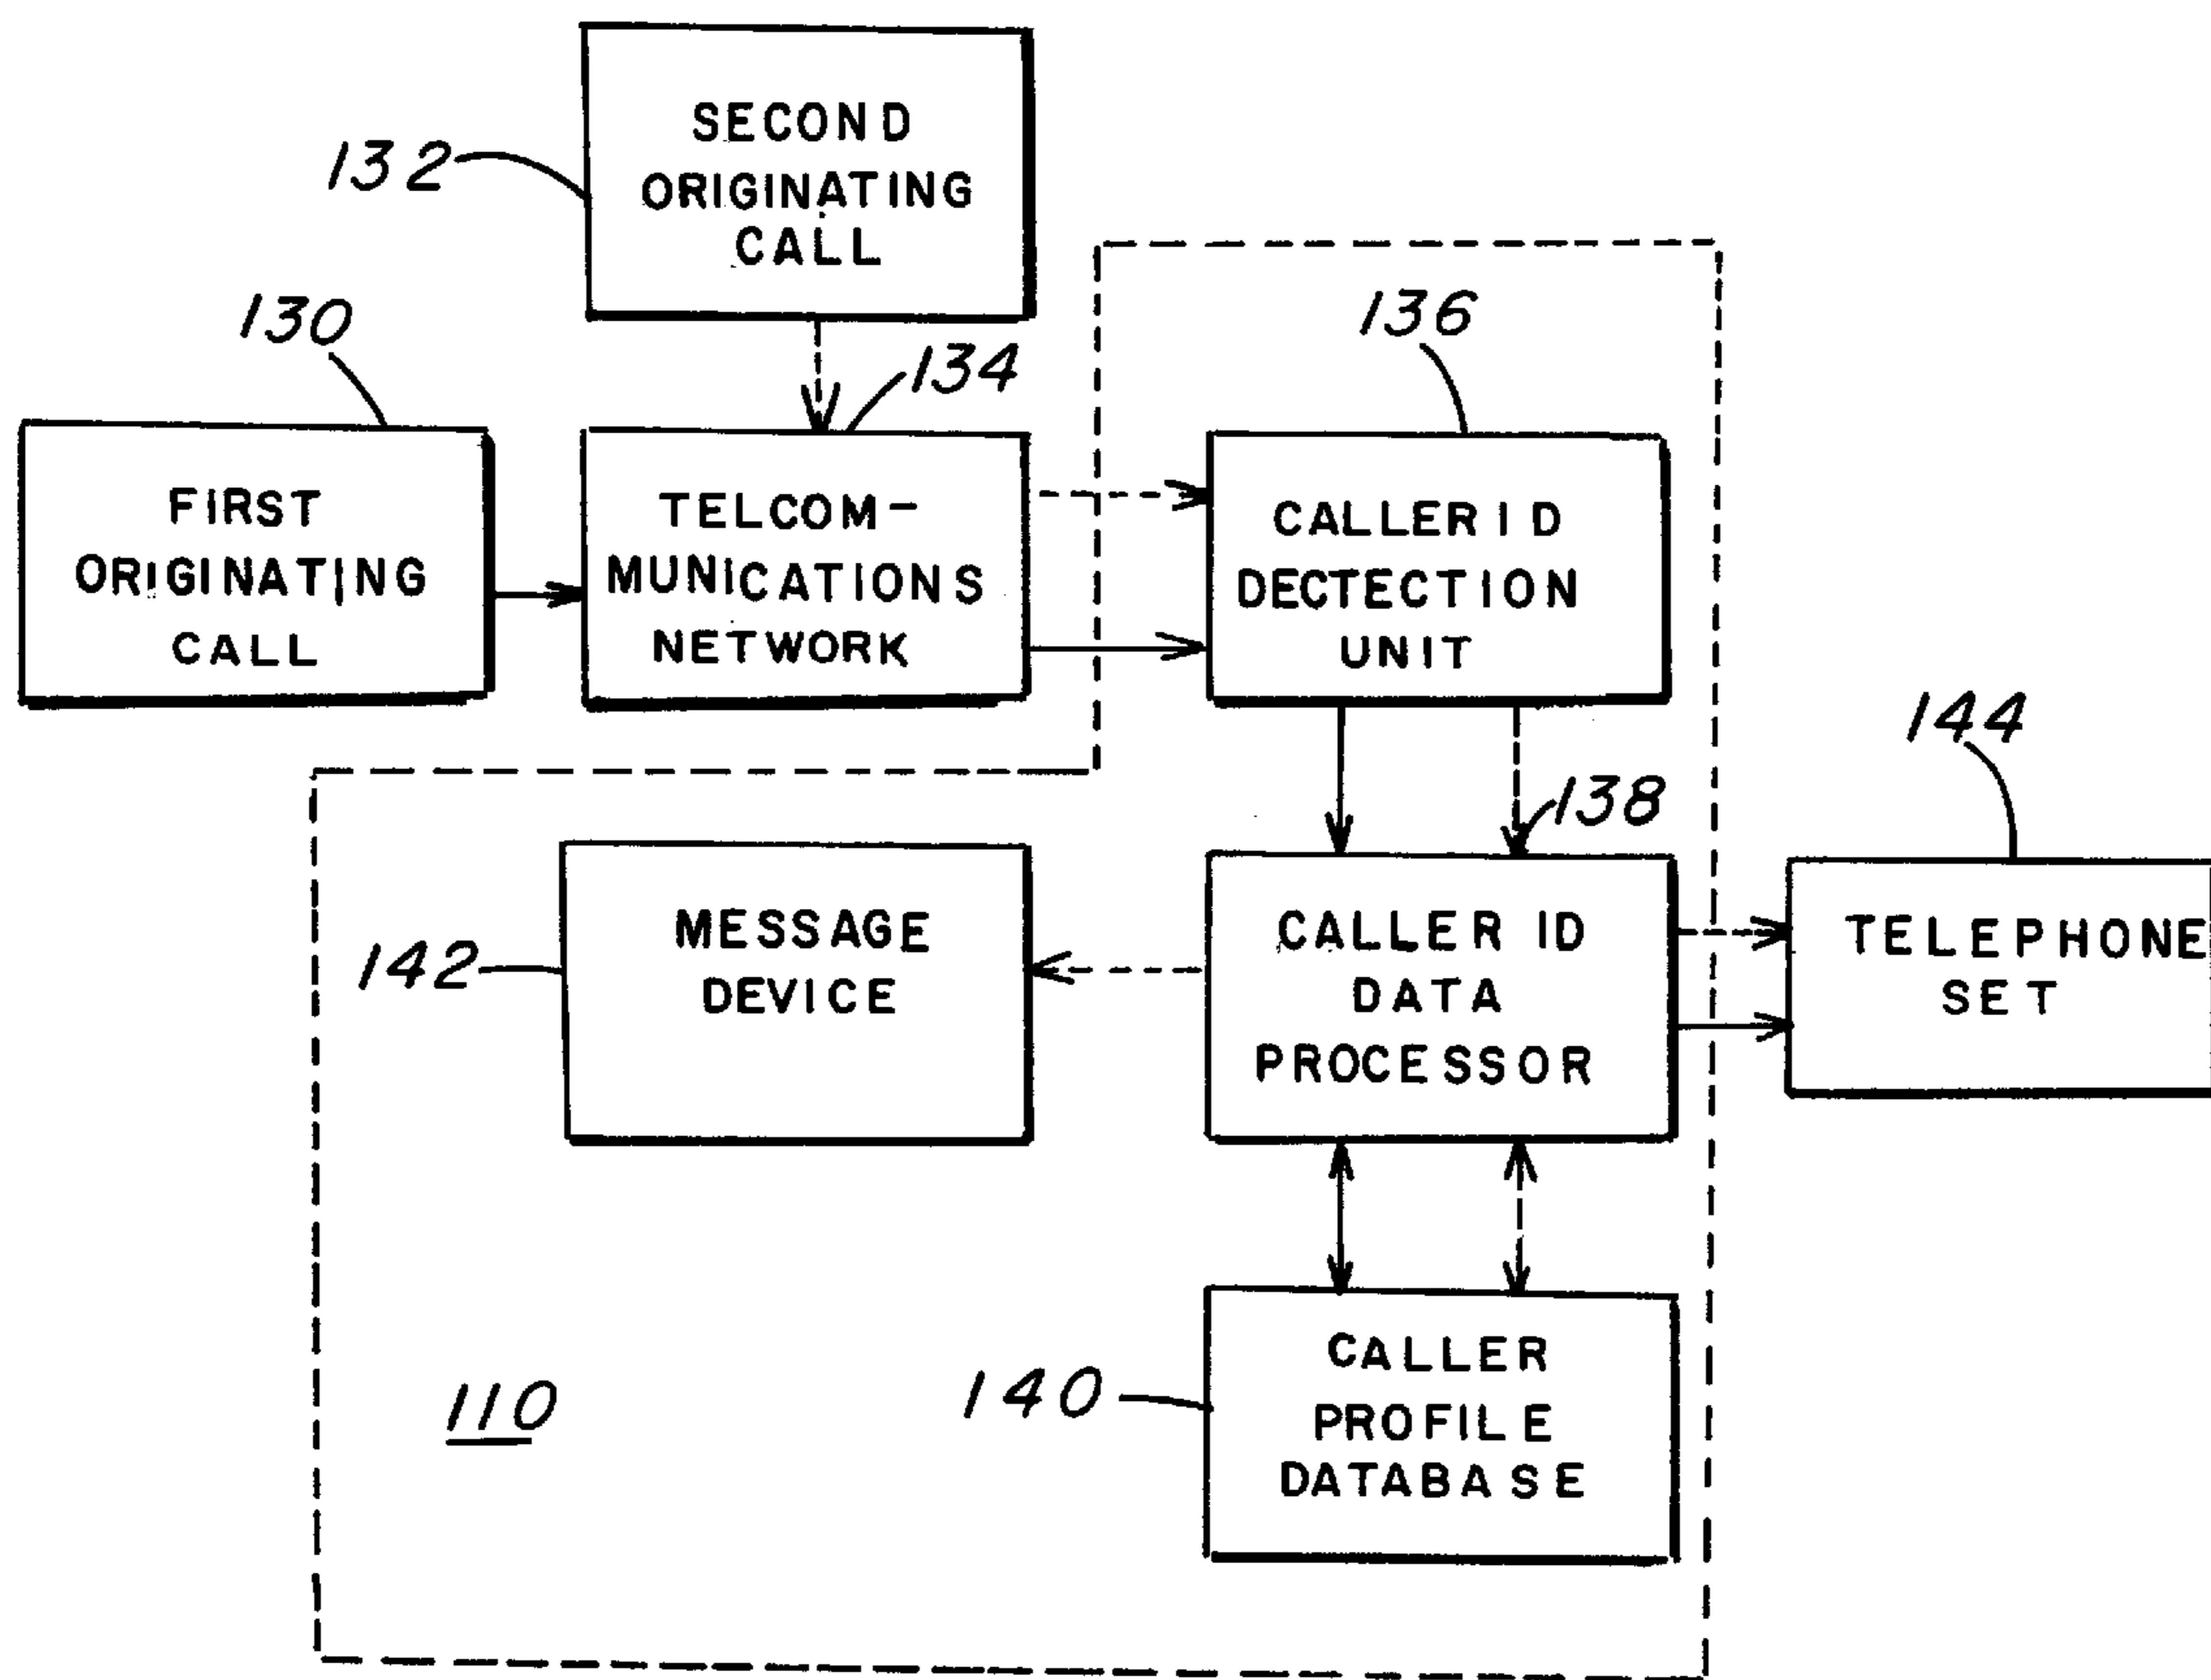 SECOND
ORIGINATING
CALL
132
130
134
136
FIRST
ORIGINATING
CALL
TELCOM-
MUNICATIONS
NETWORK
CALLER ID
DECTECTION
UNIT
138
144
MESSAGE
DEVICE
142
CALLER ID
DATA
PROCESSOR
TELEPHONE
SET
110
140
CALLER
PROFILE
DATABASE